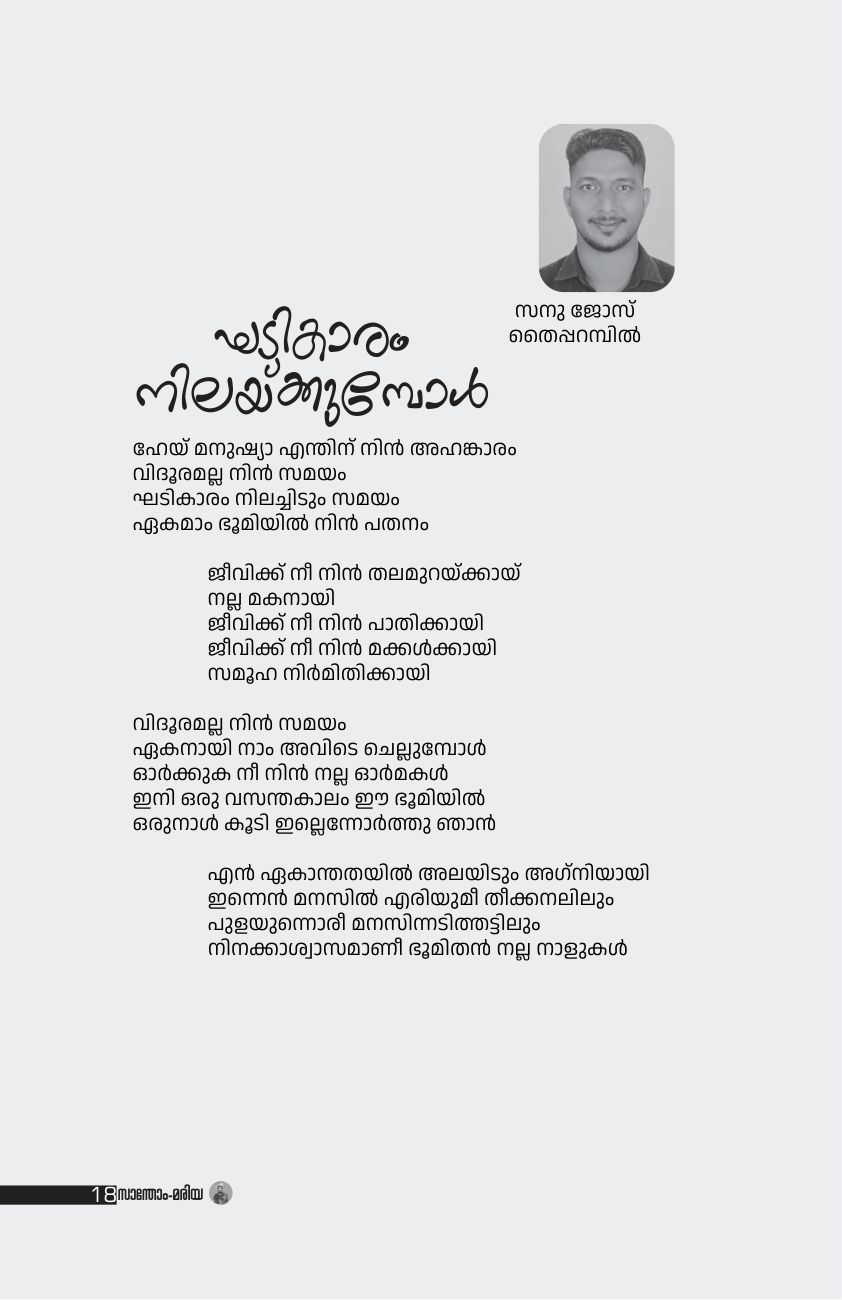 സനു ജോസ്
തൈപ്പറമ്പിൽ
ഘടികാരം
നിലയ്ക്കുമ്പോൾ
ഹേയ് മനുഷ്യാ എന്തിന് നിൻ അഹങ്കാരം
വിദൂരമല്ല നിൻ സമയം
ഘടികാരം നിലച്ചിടും സമയം
ഏകമാം ഭൂമിയിൽ നിൻ പതനം
ജീവിക്ക് നീ നിൻ തലമുറയ്ക്കായ്
നല്ല മകനായി
ജീവിക്ക് നീ നിൻ പാതിക്കായി
ജീവിക്ക് നീ നിൻ മക്കൾക്കായി
സമൂഹ നിർമിതിക്കായി
വിദൂരമല്ല നിൻ സമയം
ഏകനായി നാം അവിടെ ചെല്ലുമ്പോൾ
ഓർക്കുക നീ നിൻ നല്ല ഓർമകൾ
ഇനി ഒരു വസന്തകാലം ഈ ഭൂമിയിൽ
ഒരുനാൾ കൂടി ഇല്ലെന്നോർത്തു ഞാൻ
എൻ ഏകാന്തതയിൽ അലയിടും അഗ്നിയായി
ഇന്നെൻ മനസിൽ എരിയുമീ തീക്കനലിലും
പുളയുന്നൊരീ മനസിന്നടിത്തട്ടിലും
നിനക്കാശ്വാസമാണീ ഭൂമിതൻ നല്ല നാളുകൾ
18 സാന്തോം-മരിയ